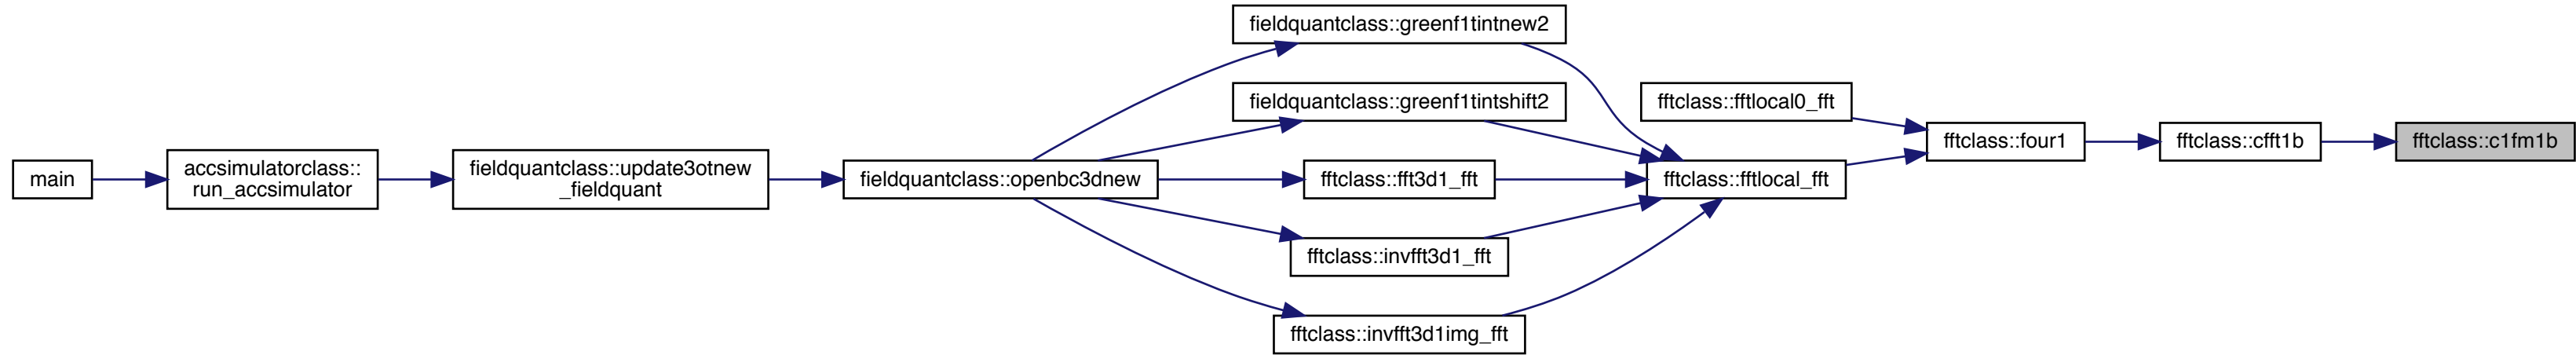 main
accsimulatorclass::
run_accsimulator
fieldquantclass::update3otnew
_fieldquant
fieldquantclass::openbc3dnew
fieldquantclass::greenf1tintnew2
fieldquantclass::greenf1tintshift2
fftclass::fft3d1_fft
fftclass::invfft3d1_fft
fftclass::invfft3d1img_fft
fftclass::fftlocal0_fft
fftclass::fftlocal_fft
fftclass::four1
fftclass::cfft1b
fftclass::c1fm1b